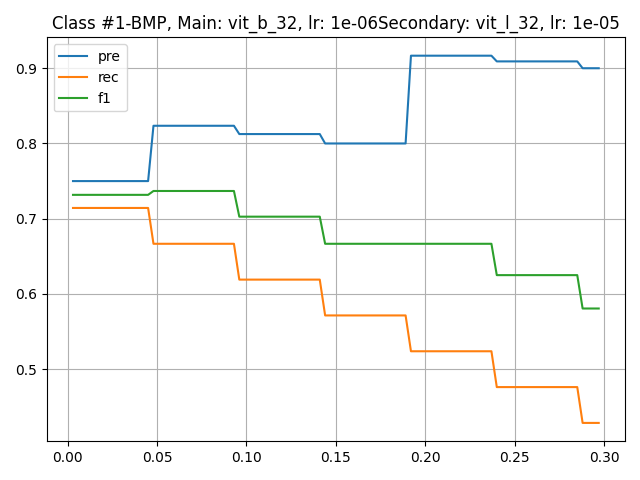 Class #1-BMP, Main: vit_b_32, lr: 1e-06Secondary: vit_l_32, lr: 1e-05
pre
rec
f1
0.9
0.8
0.7
0.6
0.5
0.00 0.05 0.10 0.15 0.20 0.25 0.30